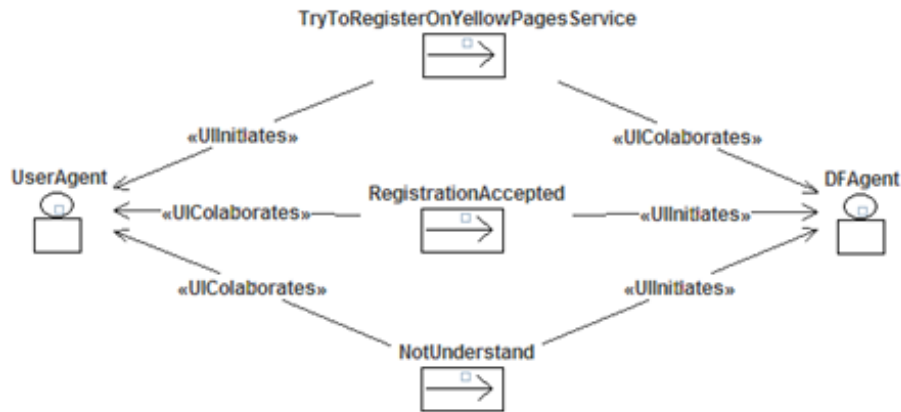 TryToRegisterOnYellowPagesService
«UIInitiates»
«UIColaborates»
UserAgent
RegistrationAccepted
DFAgent
«UIColaborates»
«UIInitiates»
«UIColaborates»
«UIInitiates»
NotUnderstand